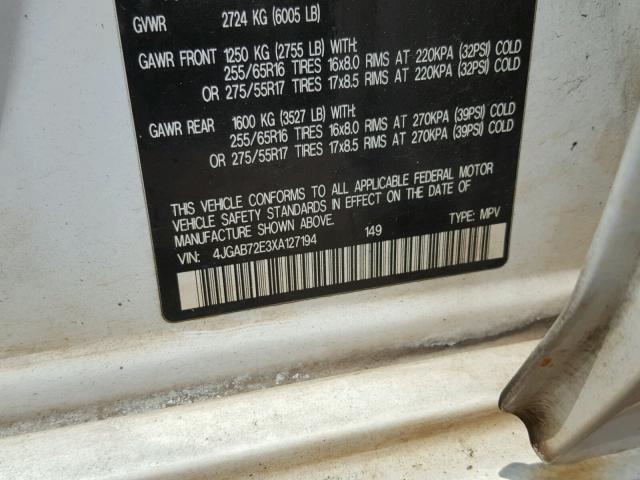 GVWR 2724 KG (6005 LB)
GAWR FRONT 1250 KG (2755 LB) WITH:
255/65R16 TIRES 16x8.0 RIMS AT 220KPA (32PSI) COLD
OR 275/55R17 TIRES 17x8.5 RIMS AT 220KPA (32PSI) COLD
GAWR REAR 1600 KG (3527 LB) WITH:
255/65R16 TIRES 16x8.0 RIMS AT 270KPA (39PSI) COLD
OR 275/55R17 TIRES 17x8.5 RIMS AT 270KPA (39PSI) COLD
THIS VEHICLE CONFORMS TO ALL APPLICABLE FEDERAL MOTOR
VEHICLE SAFETY STANDARDS IN EFFECT ON THE DATE OF
MANUFACTURE SHOWN ABOVE.
VIN: 4JGAB72E3XA127194 149 TYPE: MPV